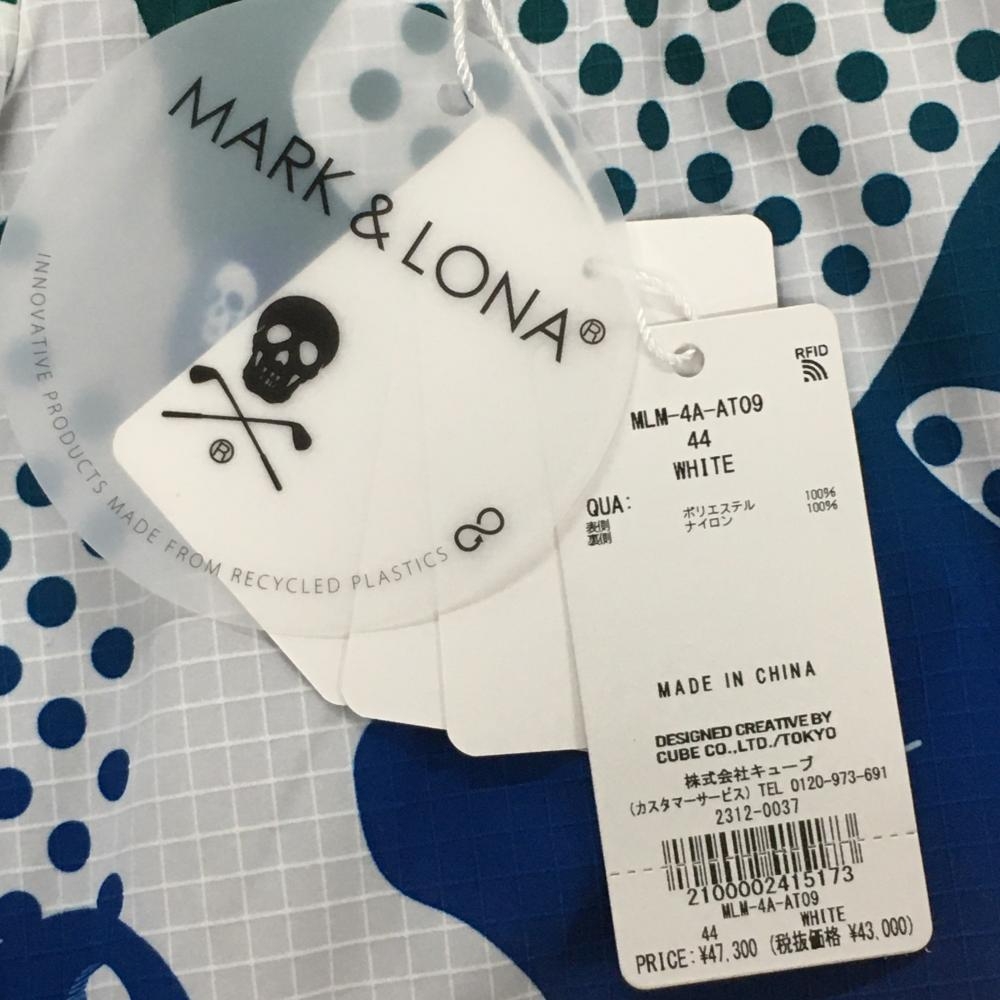 MARK & LONA®
®
INNOVATIVE PRODUCTS MADE FROM RECYCLED PLASTICS
RFID
MLM-4A-AT09
44
WHITE
QUA:
表側 ポリエステル 100%
裏側 ナイロン 100%
MADE IN CHINA
DESIGNED CREATIVE BY
CUBE CO.,LTD./TOKYO
株式会社キューブ
(カスタマーサービス) TEL 0120-973-691
2312-0037
2100002415173
MLM-4A-AT09
44 WHITE
PRICE:¥47,300 (税抜価格 ¥43,000)